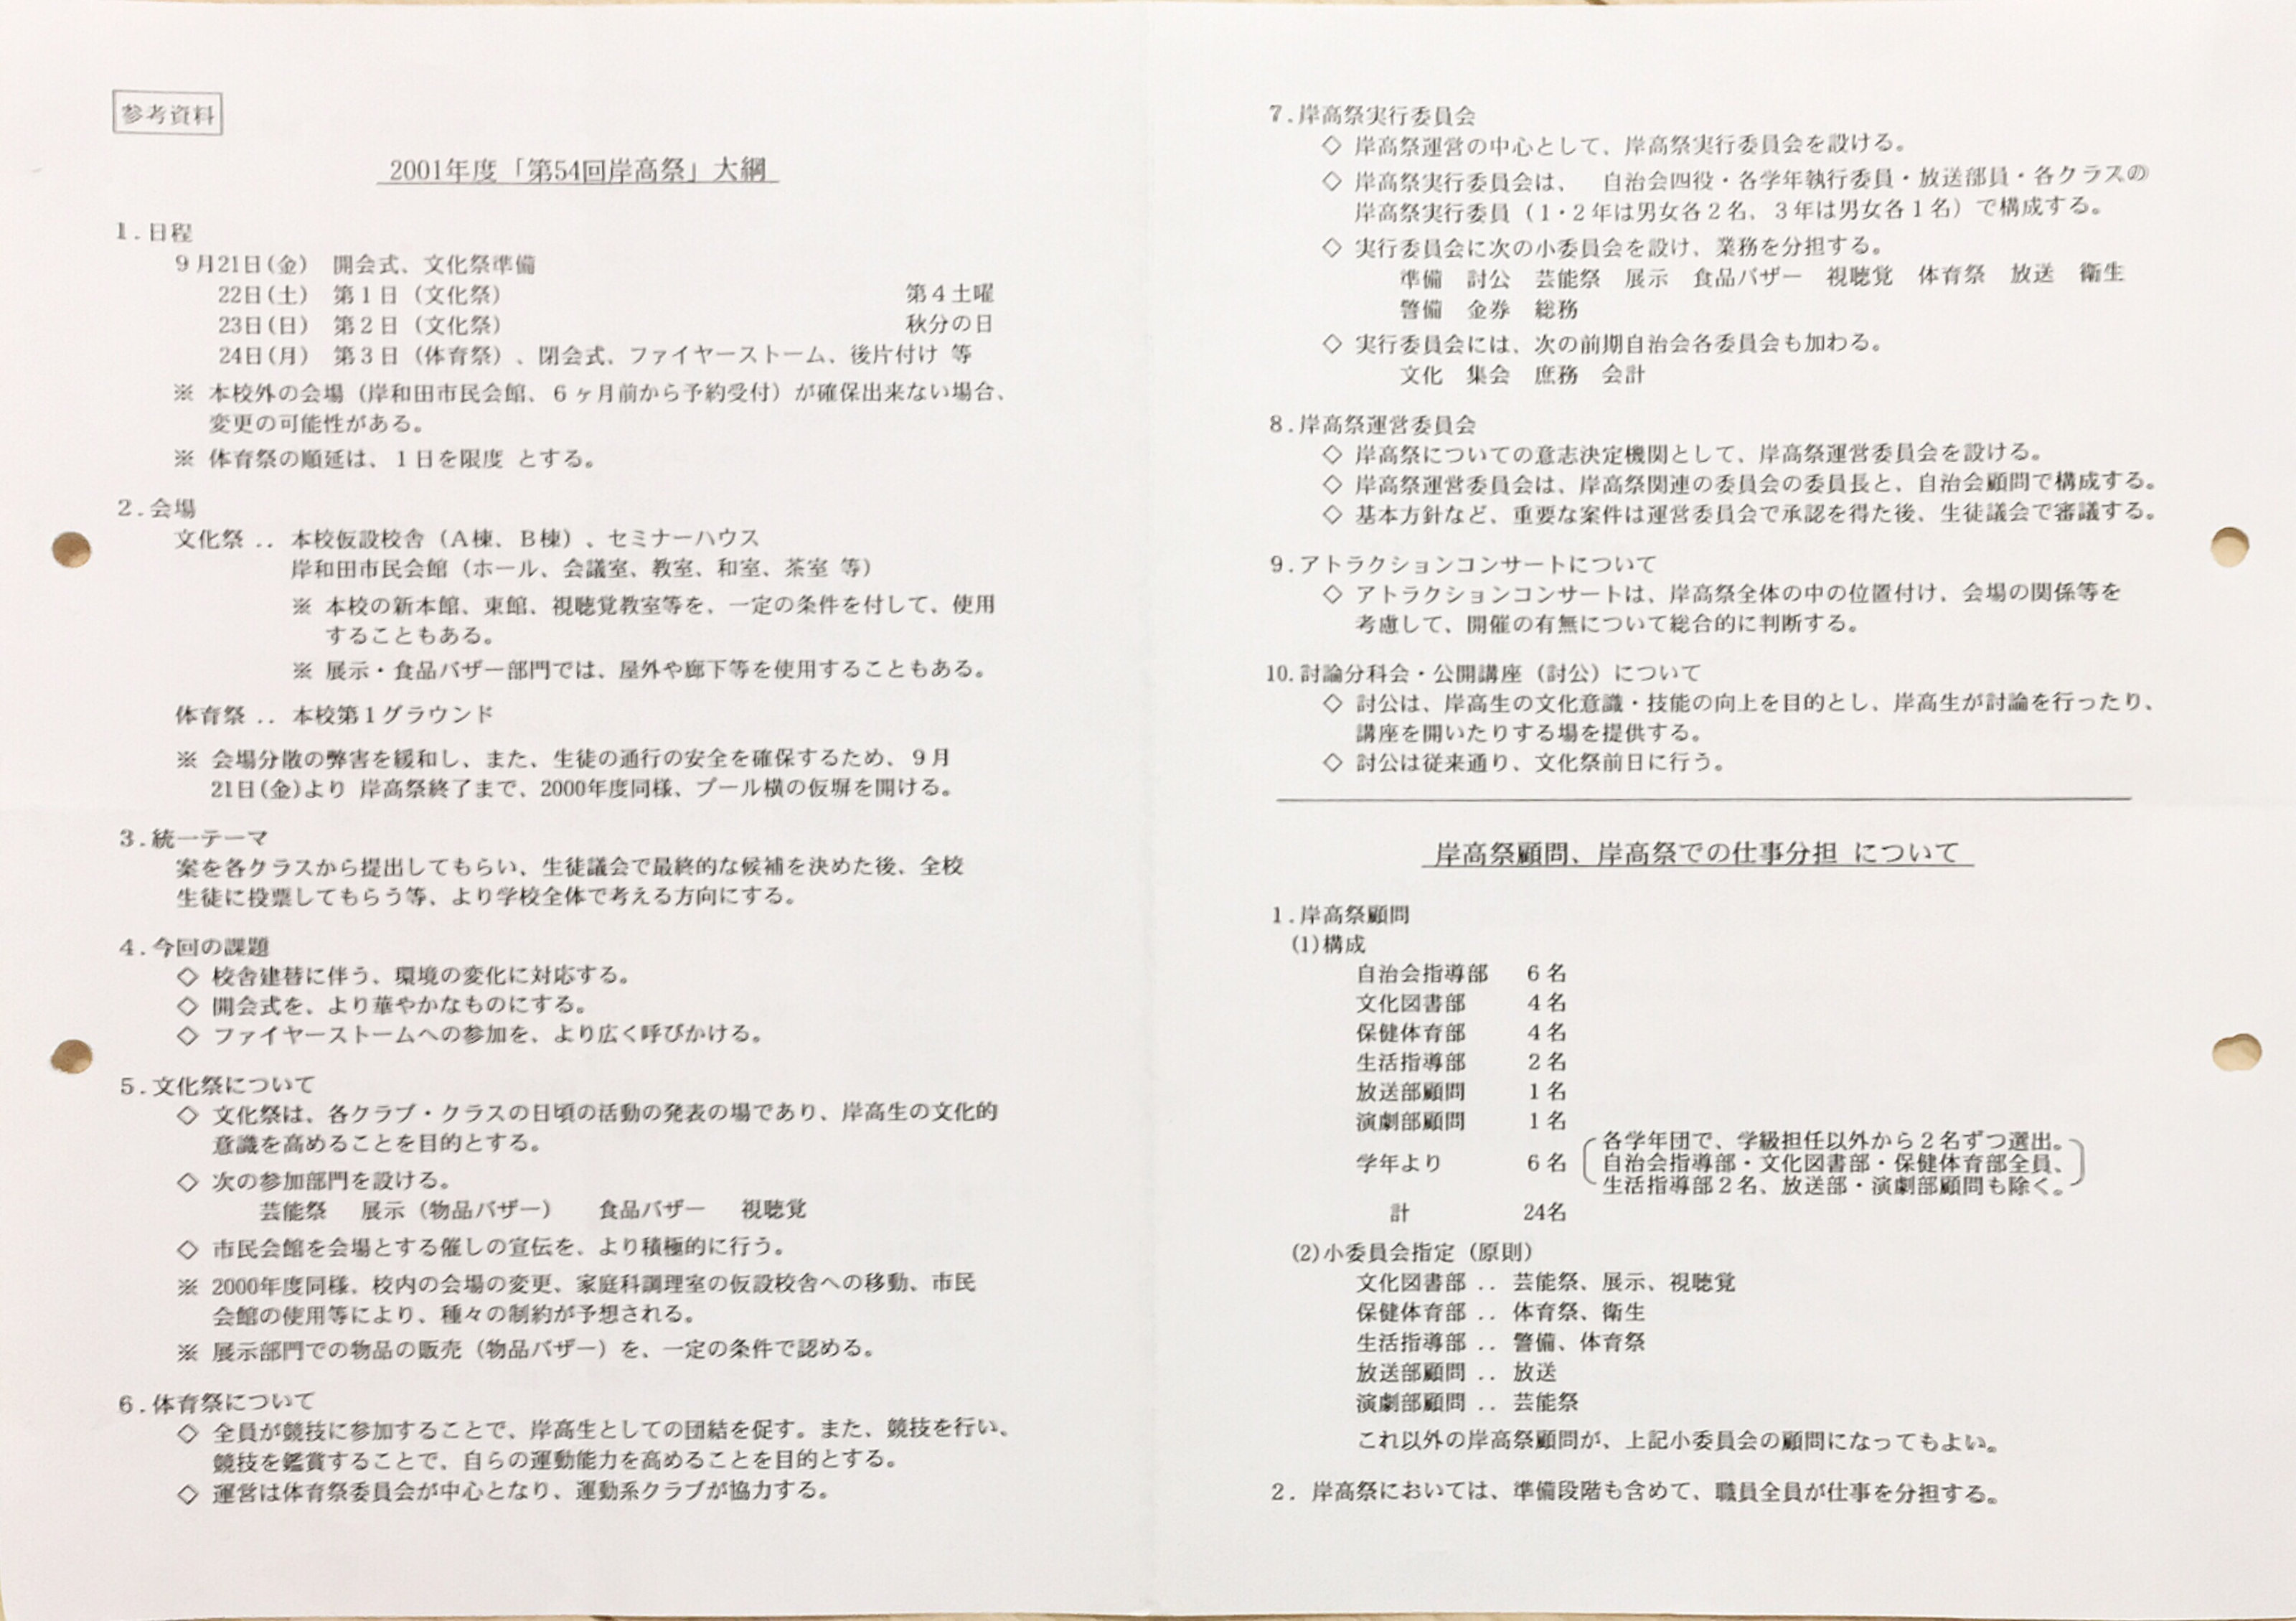 参考資料
2001年度「第54回岸高祭」大綱
1.日程
9月21日(金) 開会式、文化祭準備
22日(土) 第1日(文化祭) 第4土曜
23日(日) 第2日(文化祭) 秋分の日
24日(月) 第3日(体育祭)、閉会式、ファイヤーストーム、後片付け 等
※ 本校外の会場(岸和田市民会館、6ヶ月前から予約受付)が確保出来ない場合、
変更の可能性がある。
※ 体育祭の順延は、1日を限度 とする。
2.会場
文化祭 .. 本校仮設校舎(A棟、B棟)、セミナーハウス
岸和田市民会館(ホール、会議室、教室、和室、茶室 等)
※ 本校の新本館、東館、視聴覚教室等を、一定の条件を付して、使用
することもある。
※ 展示・食品バザー部門では、屋外や廊下等を使用することもある。
体育祭 .. 本校第1グラウンド
※ 会場分散の弊害を緩和し、また、生徒の通行の安全を確保するため、9月
21日(金)より 岸高祭終了まで、2000年度同様、プール横の仮塀を開ける。
3.統一テーマ
案を各クラスから提出してもらい、生徒議会で最終的な候補を決めた後、全校
生徒に投票してもらう等、より学校全体で考える方向にする。
4.今回の課題
◇ 校舎建替に伴う、環境の変化に対応する。
◇ 開会式を、より華やかなものにする。
◇ ファイヤーストームへの参加を、より広く呼びかける。
5.文化祭について
◇ 文化祭は、各クラブ・クラスの日頃の活動の発表の場であり、岸高生の文化的
意識を高めることを目的とする。
◇ 次の参加部門を設ける。
芸能祭 展示(物品バザー) 食品バザー 視聴覚
◇ 市民会館を会場とする催しの宣伝を、より積極的に行う。
※ 2000年度同様、校内の会場の変更、家庭科調理室の仮設校舎への移動、市民
会館の使用等により、種々の制約が予想される。
※ 展示部門での物品の販売(物品バザー)を、一定の条件で認める。
6.体育祭について
◇ 全員が競技に参加することで、岸高生としての団結を促す。また、競技を行い、
競技を鑑賞することで、自らの運動能力を高めることを目的とする。
◇ 運営は体育祭委員会が中心となり、運動系クラブが協力する。
7.岸高祭実行委員会
◇ 岸高祭運営の中心として、岸高祭実行委員会を設ける。
◇ 岸高祭実行委員会は、 自治会四役・各学年執行委員・放送部員・各クラスの
岸高祭実行委員(1・2年は男女各2名、3年は男女各1名)で構成する。
◇ 実行委員会に次の小委員会を設け、業務を分担する。
準備 討公 芸能祭 展示 食品バザー 視聴覚 体育祭 放送 衛生
警備 金券 総務
◇ 実行委員会には、次の前期自治会各委員会も加わる。
文化 集会 庶務 会計
8.岸高祭運営委員会
◇ 岸高祭についての意志決定機関として、岸高祭運営委員会を設ける。
◇ 岸高祭運営委員会は、岸高祭関連の委員会の委員長と、自治会顧問で構成する。
◇ 基本方針など、重要な案件は運営委員会で承認を得た後、生徒議会で審議する。
9.アトラクションコンサートについて
◇ アトラクションコンサートは、岸高祭全体の中の位置付け、会場の関係等を
考慮して、開催の有無について総合的に判断する。
10.討論分科会・公開講座(討公)について
◇ 討公は、岸高生の文化意識・技能の向上を目的とし、岸高生が討論を行ったり、
講座を開いたりする場を提供する。
◇ 討公は従来通り、文化祭前日に行う。
岸高祭顧問、岸高祭での仕事分担 について
1.岸高祭顧問
(1)構成
自治会指導部 6名
文化図書部 4名
保健体育部 4名
生活指導部 2名
放送部顧問 1名
演劇部顧問 1名
各学年団で、学級担任以外から2名ずつ選出。
学年より 6名 自治会指導部・文化図書部・保健体育部全員、
生活指導部2名、放送部・演劇部顧問も除く。
計 24名
(2)小委員会指定(原則)
文化図書部 .. 芸能祭、展示、視聴覚
保健体育部 .. 体育祭、衛生
生活指導部 .. 警備、体育祭
放送部顧問 .. 放送
演劇部顧問 .. 芸能祭
これ以外の岸高祭顧問が、上記小委員会の顧問になってもよい。
2. 岸高祭においては、準備段階も含めて、職員全員が仕事を分担する。